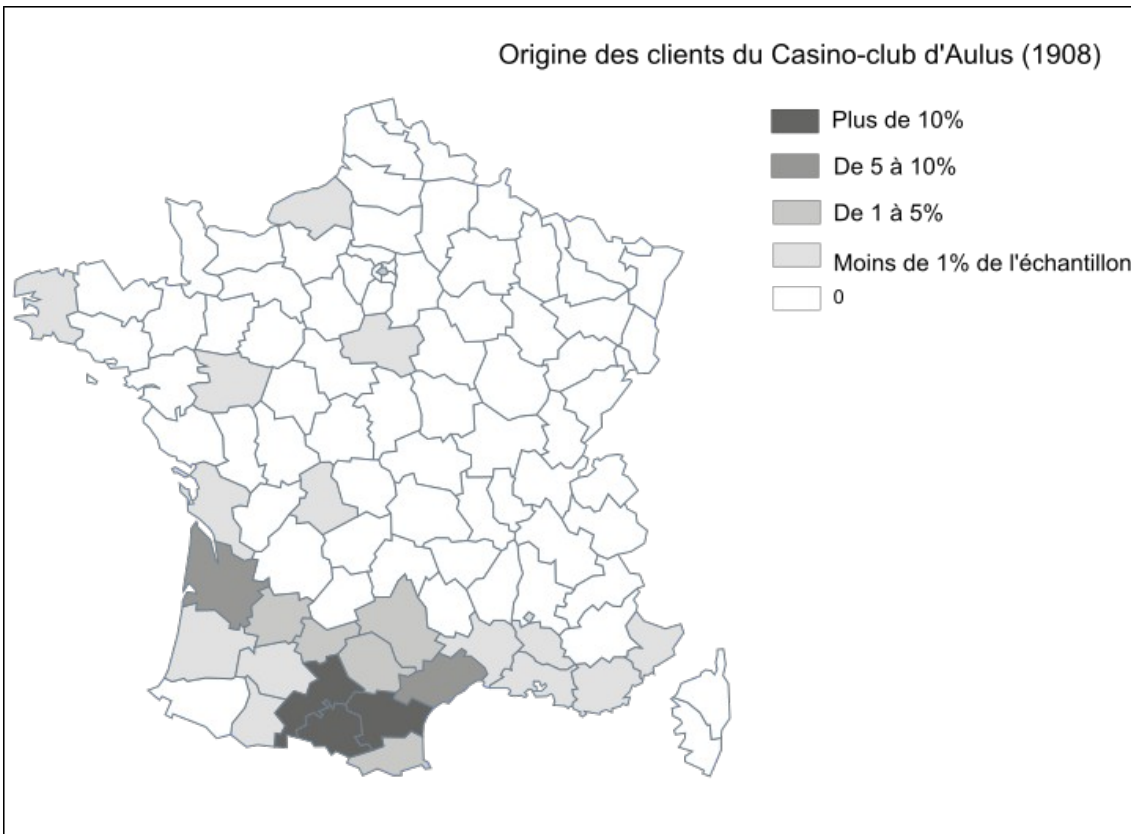 Origine des clients du Casino-club d'Aulus (1908)
Plus de 10%
De 5 à 10%
De 1 à 5%
Moins de 1% de l'échantillon
0